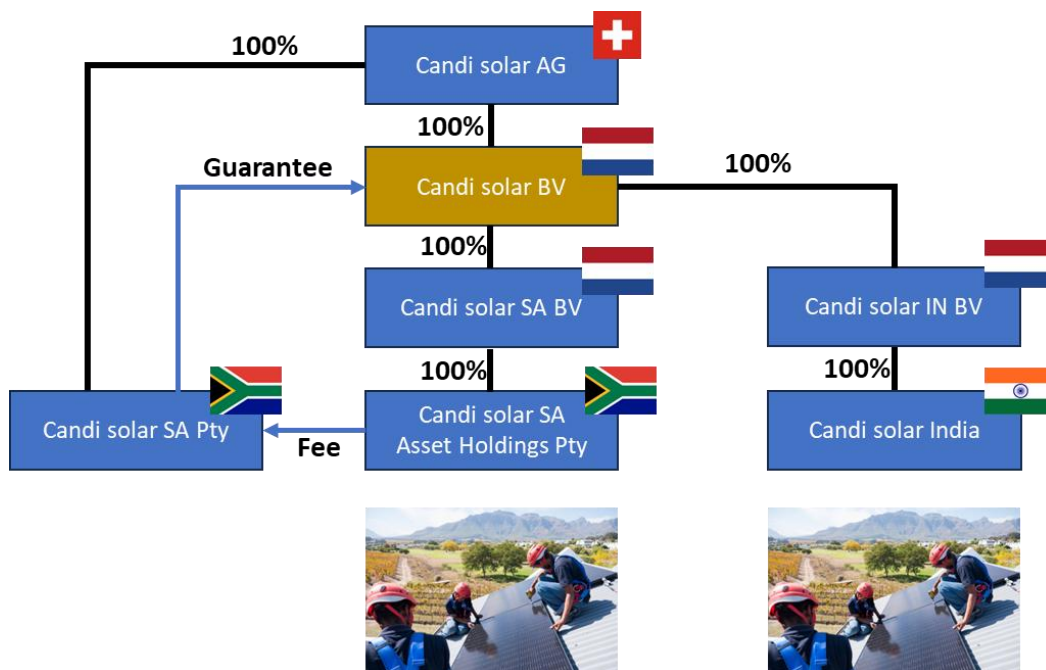 100%
Candi solar AG
100%
Guarantee
Candi solar BV
100%
100%
Candi solar SA BV
Candi solar IN BV
100%
100%
Candi solar SA Pty
Fee
Candi solar SA
Asset Holdings Pty
Candi solar India